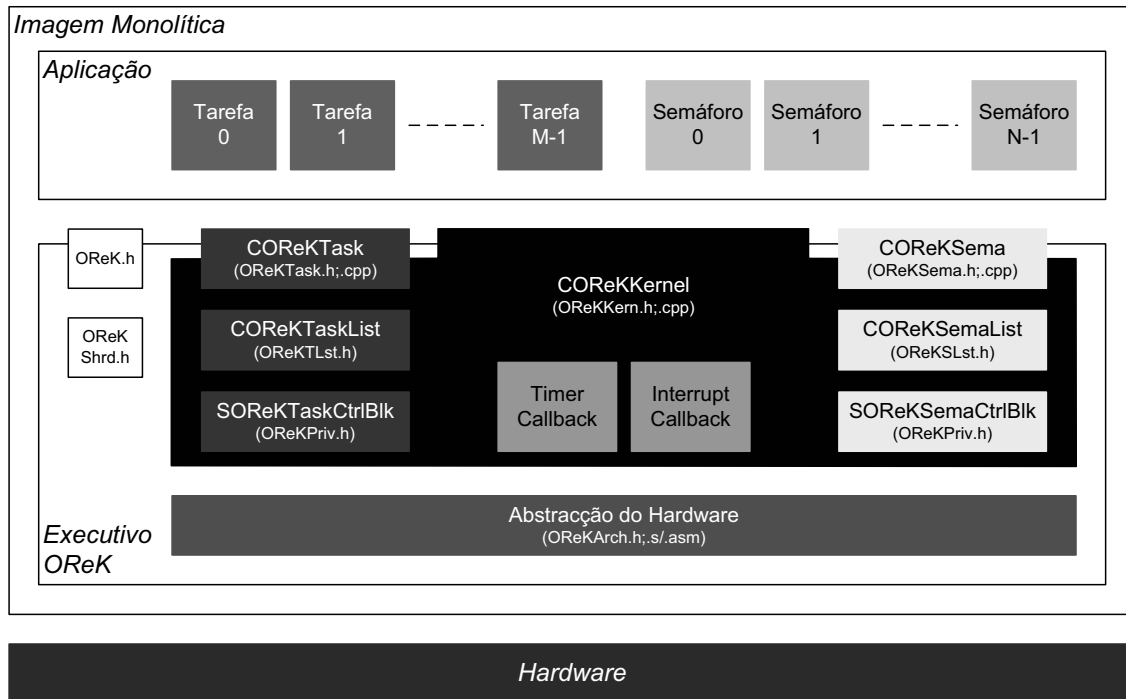 Imagem Monolítica
Aplicação
Tarefa
0
Tarefa
1
Tarefa
M-1
Semáforo
0
Semáforo
1
Semáforo
N-1
OReK.h
COReKTask
(OReKTask.h;.cpp)
COReKKernel
(OReKKern.h;.cpp)
COReKSema
(OReKSema.h;.cpp)
OReK
Shrd.h
COReKTaskList
(OReKTLst.h)
COReKSemaList
(OReKSLst.h)
SOReKTaskCtrlBlk
(OReKPriv.h)
Timer
Callback
Interrupt
Callback
SOReKSemaCtrlBlk
(OReKPriv.h)
Abstracção do Hardware
(OReKArch.h;.s/.asm)
Executivo
OReK
Hardware